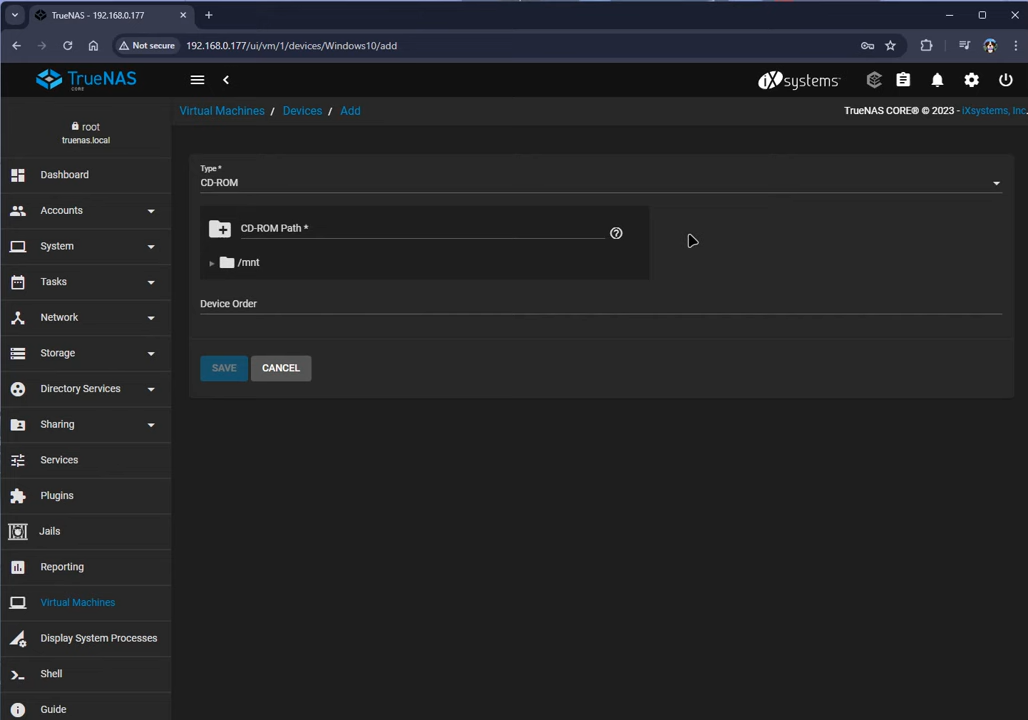 TrueNAS - 192.168.0.177
Not secure
192.168.0.177/ui/vm/1/devices/Windows10/add
TrueNAS
CORE
iXsystems
Virtual Machines / Devices / Add
TrueNAS CORE® © 2023 - iXsystems, Inc.
root
truenas.local
Dashboard
Accounts
System
Tasks
Network
Storage
Directory Services
Sharing
Services
Plugins
Jails
Reporting
Virtual Machines
Display System Processes
Shell
Guide
Type *
CD-ROM
CD-ROM Path *
/mnt
Device Order
SAVE
CANCEL